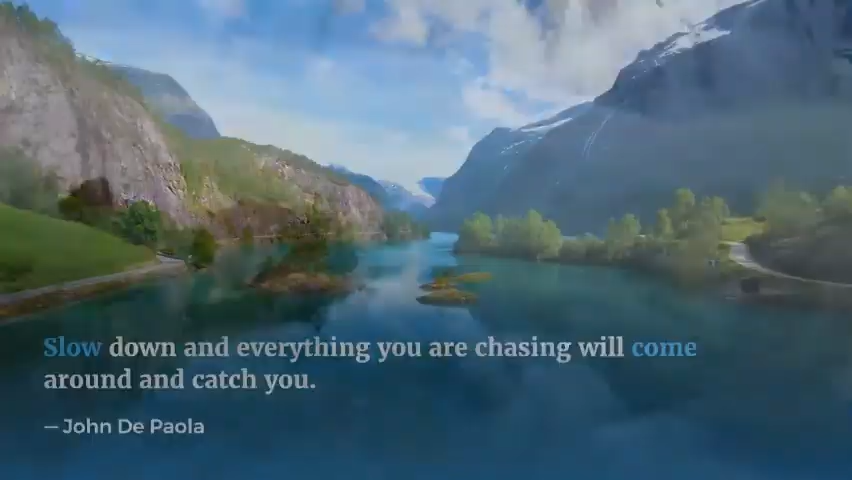 Slow down and everything you are chasing will come
around and catch you.
— John De Paola